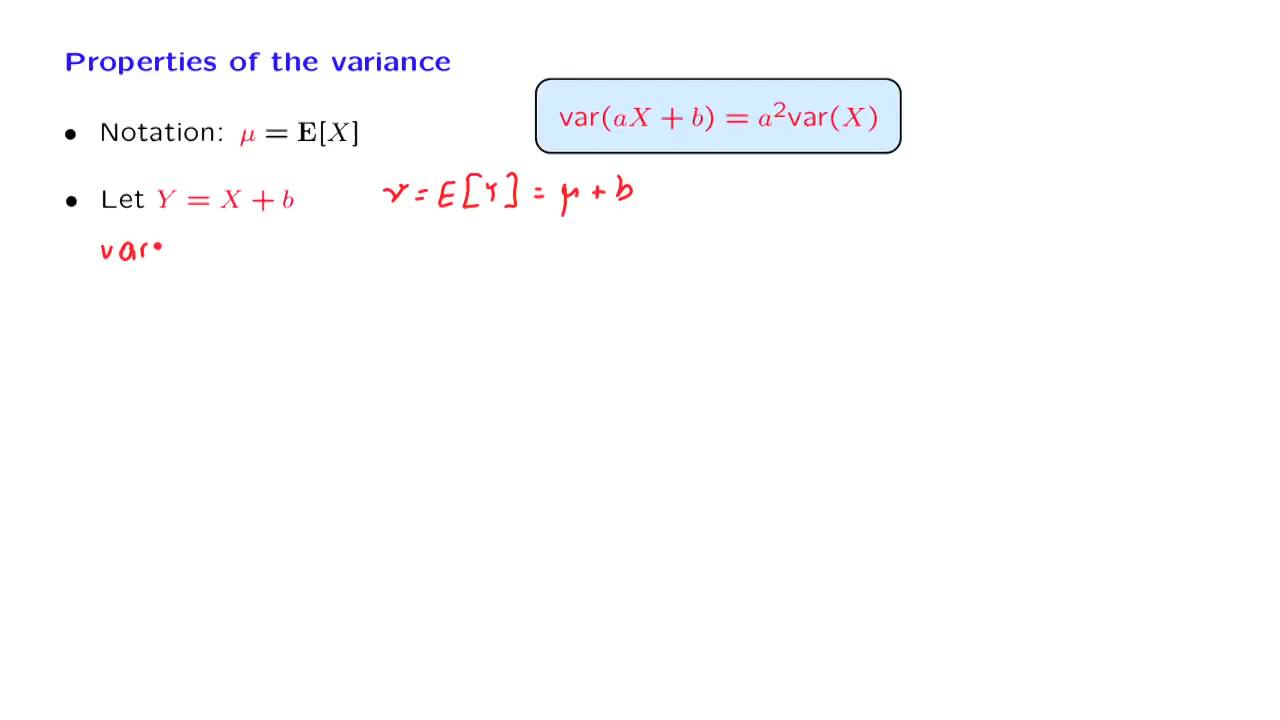 Properties of the variance
var(aX + b) = a²var(X)
• Notation: μ = E[X]
• Let Y = X + b
ν = E[Y] = μ + b
var